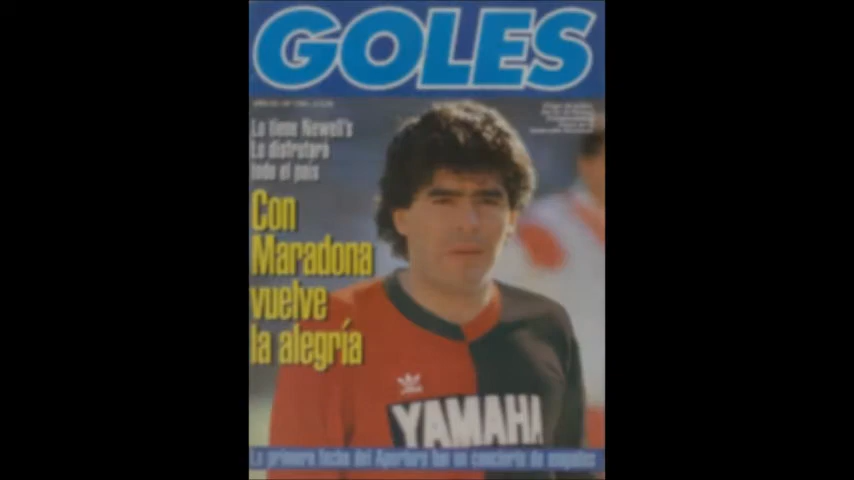 GOLES
La tiene Newell's
Lo disfrutará
todo el país
Con
Maradona
vuelve
la alegría
YAMAHA
La primera fecha del Apertura fue un concierto de empates